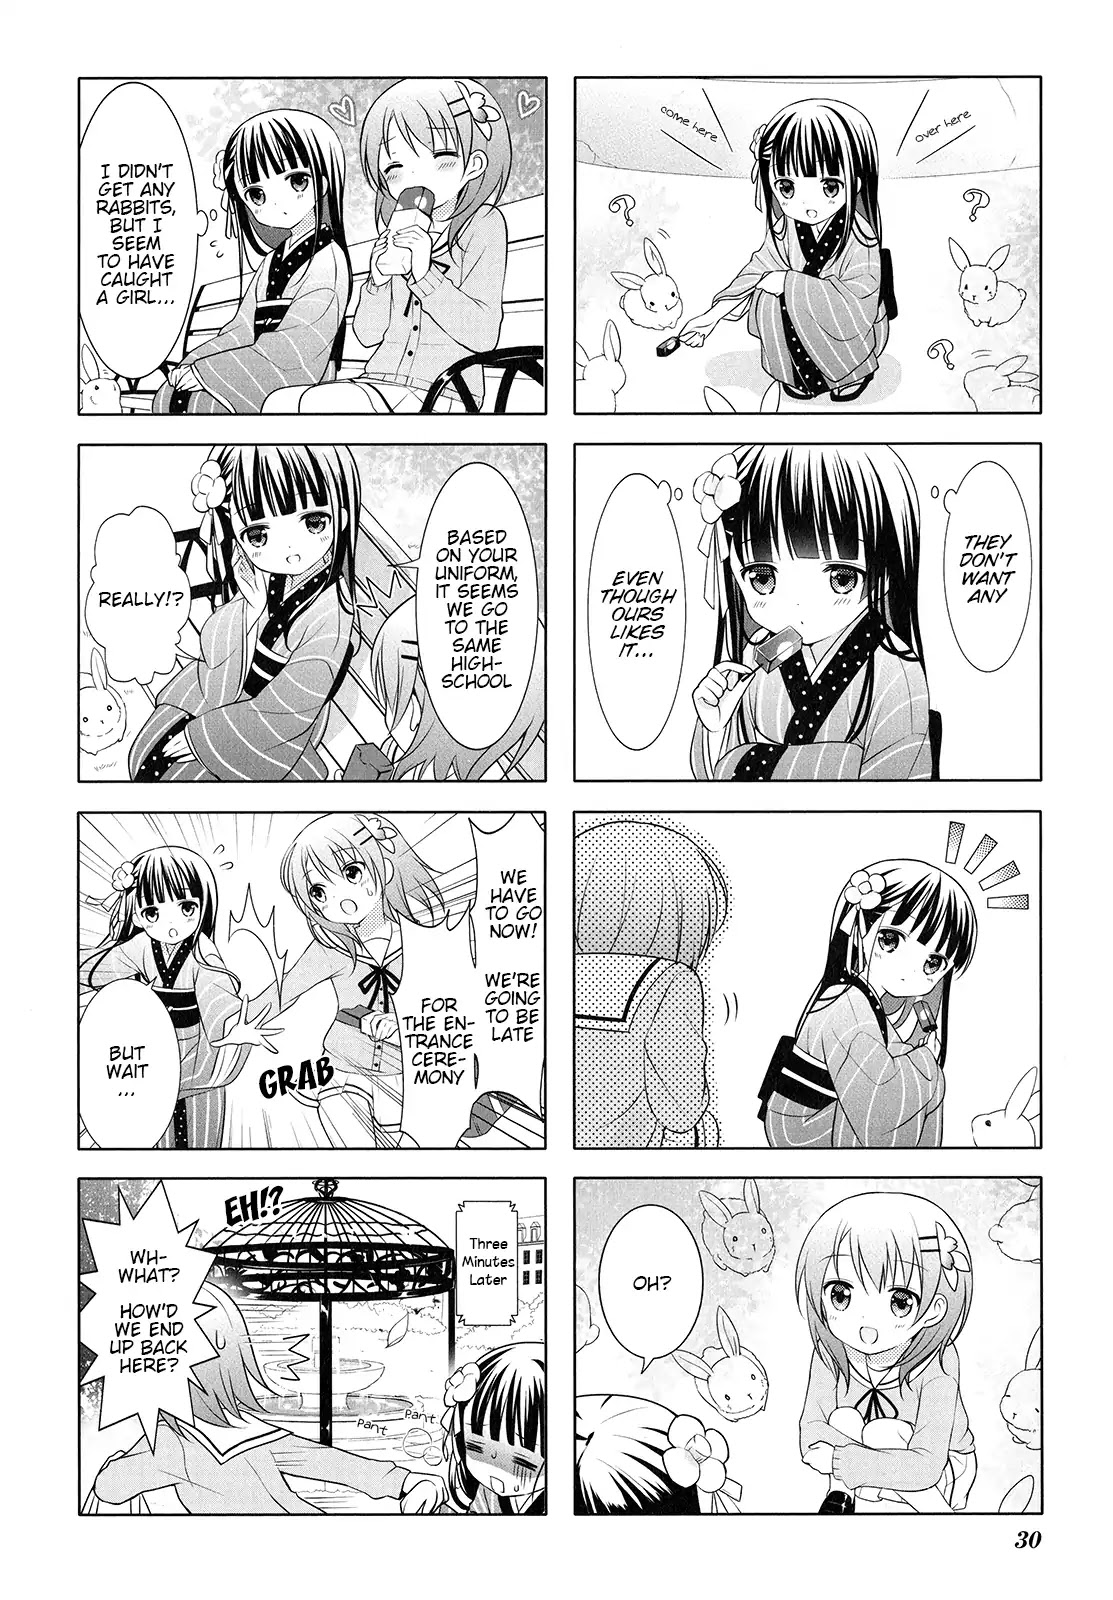 come here
over here
?
?
?
THEY
DON'T
WANT
ANY
EVEN
THOUGH
OURS
LIKES
IT...
OH?
I DIDN'T
GET ANY
RABBITS,
BUT I
SEEM
TO HAVE
CAUGHT
A GIRL...
BASED
ON YOUR
UNIFORM,
IT SEEMS
WE GO
TO THE
SAME
HIGH-
SCHOOL
REALLY!?
WE
HAVE
TO GO
NOW!
WE'RE
GOING
TO BE
LATE
FOR
THE EN-
TRANCE
CERE-
MONY
GRAB
BUT
WAIT
...
Three
Minutes
Later
EH!?
WH-
WHAT?
HOW'D
WE END
UP BACK
HERE?
Pant
Pant
30